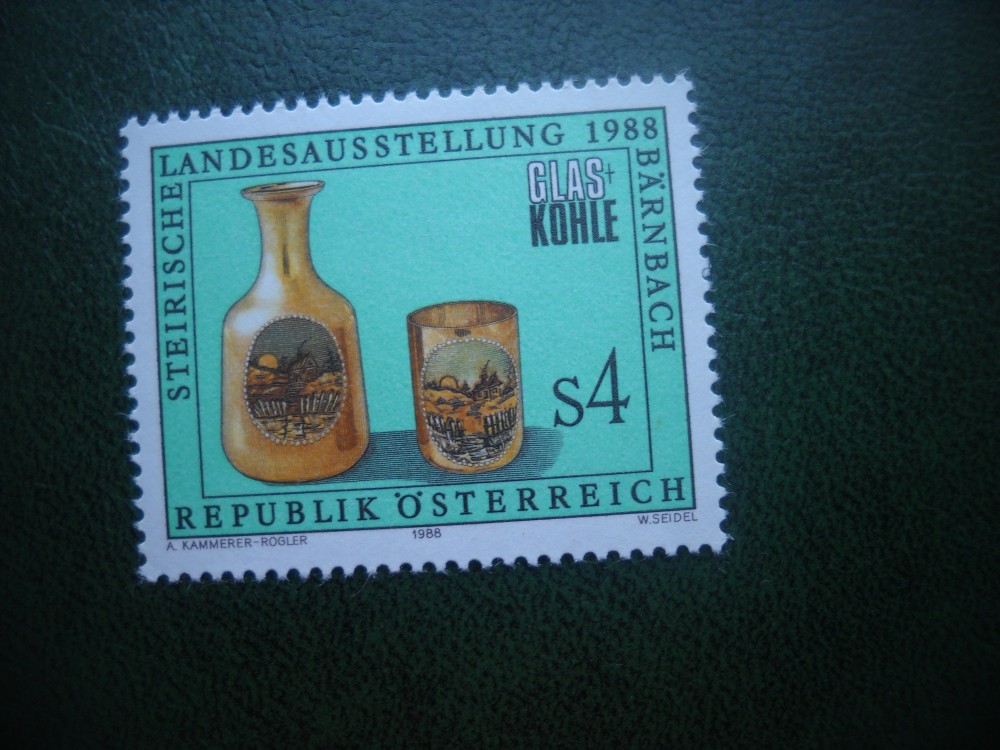 STEIRISCHE
LANDESAUSSTELLUNG 1988
BÄRNBACH
GLAS+
KOHLE
S4
REPUBLIK ÖSTERREICH
A. KAMMERER-ROGLER
1988
W. SEIDEL